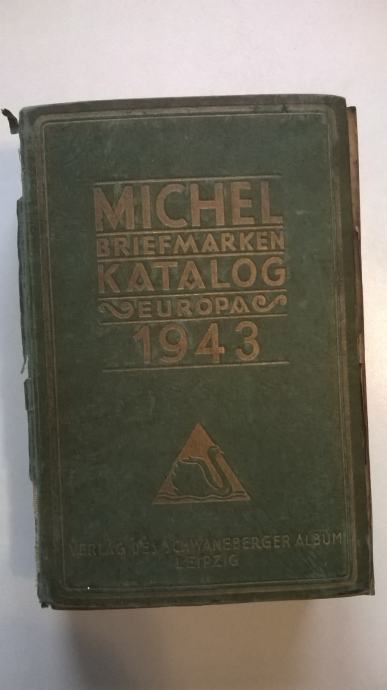 MICHEL
BRIEFMARKEN
KATALOG
EUROPA
1943
VERLAG DES SCHWANEBERGER ALBUM
LEIPZIG